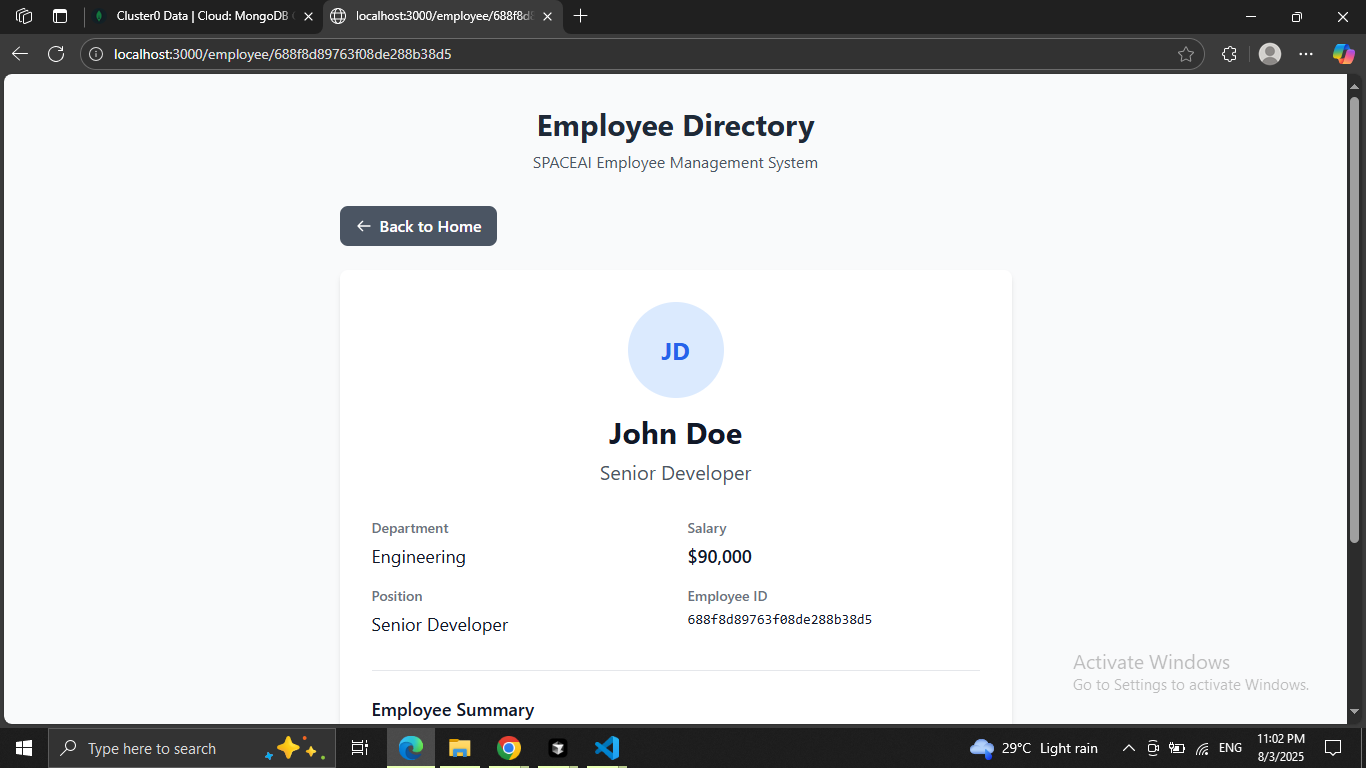 Cluster0 Data | Cloud: MongoDB
localhost:3000/employee/688f8d8
localhost:3000/employee/688f8d89763f08de288b38d5
Employee Directory
SPACEAI Employee Management System
← Back to Home
JD
John Doe
Senior Developer
Department
Engineering
Salary
$90,000
Position
Senior Developer
Employee ID
688f8d89763f08de288b38d5
Employee Summary
Activate Windows
Go to Settings to activate Windows.
Type here to search
29°C Light rain
ENG
11:02 PM
8/3/2025